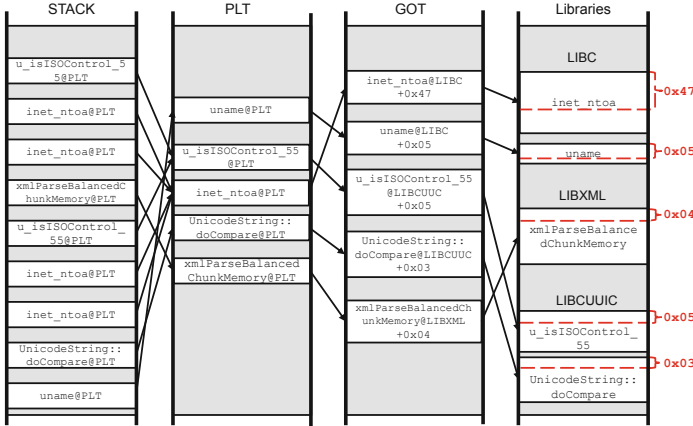 STACK
u_isISOControl_5
5@PLT
inet_ntoa@PLT
inet_ntoa@PLT
xmlParseBalancedC
hunkMemory@PLT
u_isISOControl_
55@PLT
inet_ntoa@PLT
inet_ntoa@PLT
UnicodeString::
doCompare@PLT
uname@PLT
PLT
uname@PLT
u_isISOControl_55
@PLT
inet_ntoa@PLT
UnicodeString::
doCompare@PLT
xmlParseBalanced
ChunkMemory@PLT
GOT
inet_ntoa@LIBC
+0x47
uname@LIBC
+0x05
u_isISOControl_55
@LIBCUUC
+0x05
UnicodeString::
doCompare@LIBCUUC
+0x03
xmlParseBalancedCh
unkMemory@LIBXML
+0x04
Libraries
LIBC
inet_ntoa
0x47
uname
0x05
LIBXML
0x04
xmlParseBalance
dChunkMemory
LIBCUUIC
0x05
u_isISOControl_
55
0x03
UnicodeString::
doCompare